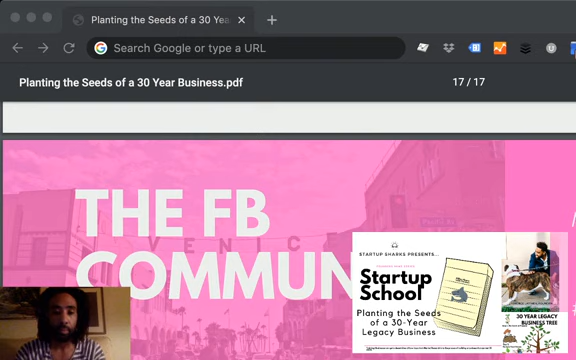 Planting the Seeds of a 30 Yea
Search Google or type a URL
Planting the Seeds of a 30 Year Business.pdf
17 / 17
THE FB
COMMUN
VENICE
STARTUP SHARKS PRESENTS...
Startup
School
Planting the Seeds
of a 30-Year
Legacy Business
30 YEAR LEGACY
BUSINESS TREE